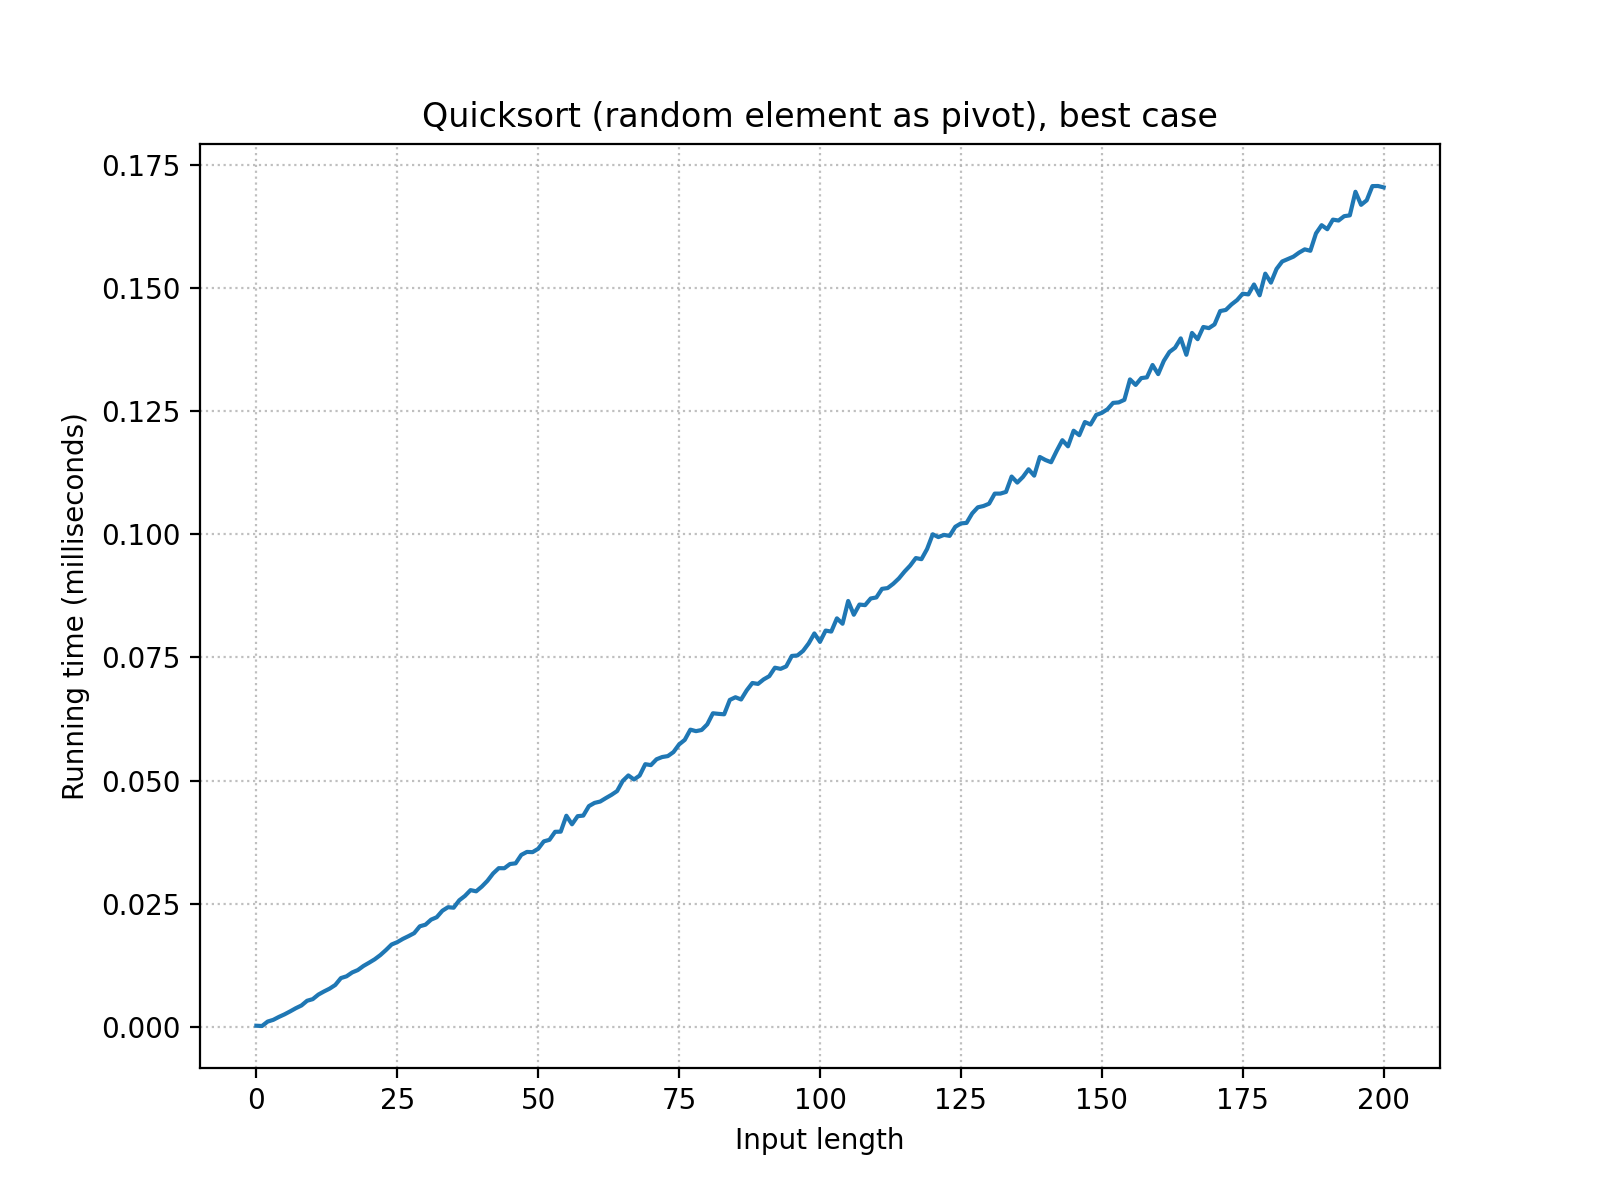 Quicksort (random element as pivot), best case
0.175
0.150
0.125
0.100
0.075
0.050
0.025
0.000
Running time (milliseconds)
0 25 50 75 100 125 150 175 200
Input length